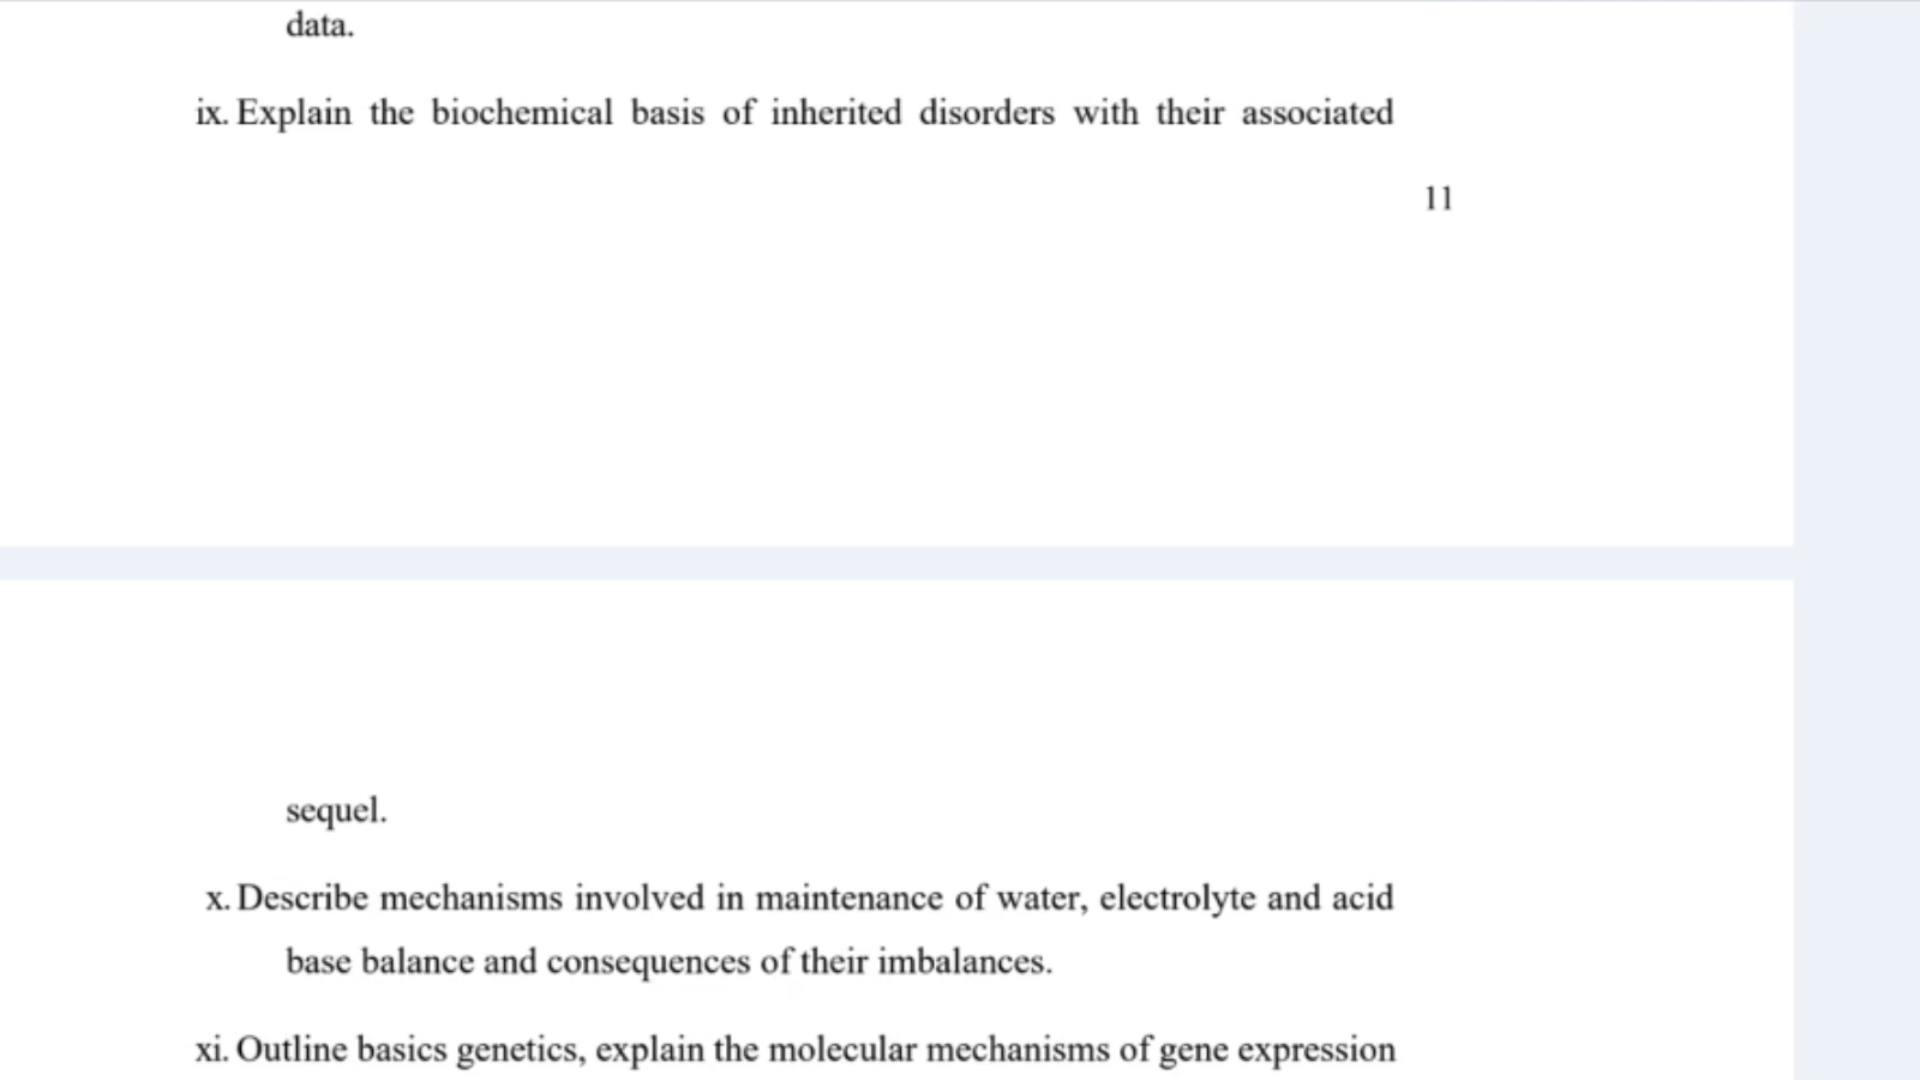 data.
ix. Explain the biochemical basis of inherited disorders with their associated
11
sequel.
x. Describe mechanisms involved in maintenance of water, electrolyte and acid
base balance and consequences of their imbalances.
xi. Outline basics genetics, explain the molecular mechanisms of gene expression